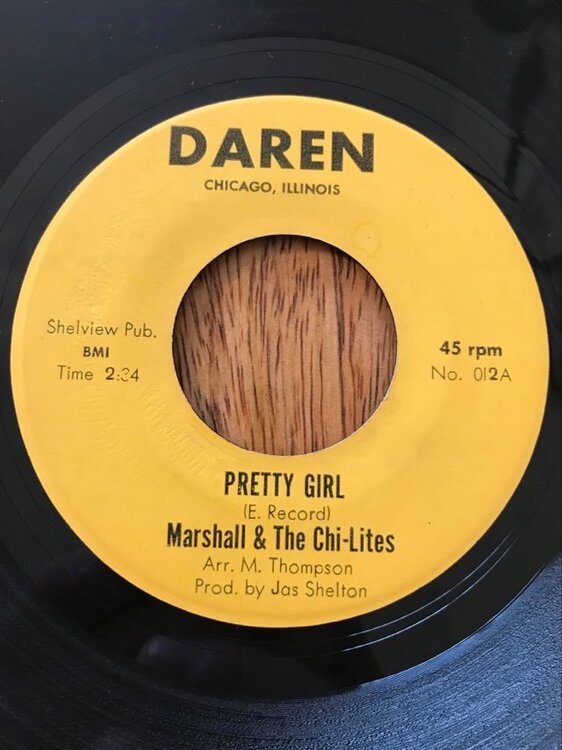 DAREN
CHICAGO, ILLINOIS
Shelview Pub.
BMI
Time 2:34
45 rpm
No. 012A
PRETTY GIRL
(E. Record)
Marshall & The Chi-Lites
Arr. M. Thompson
Prod. by Jas Shelton